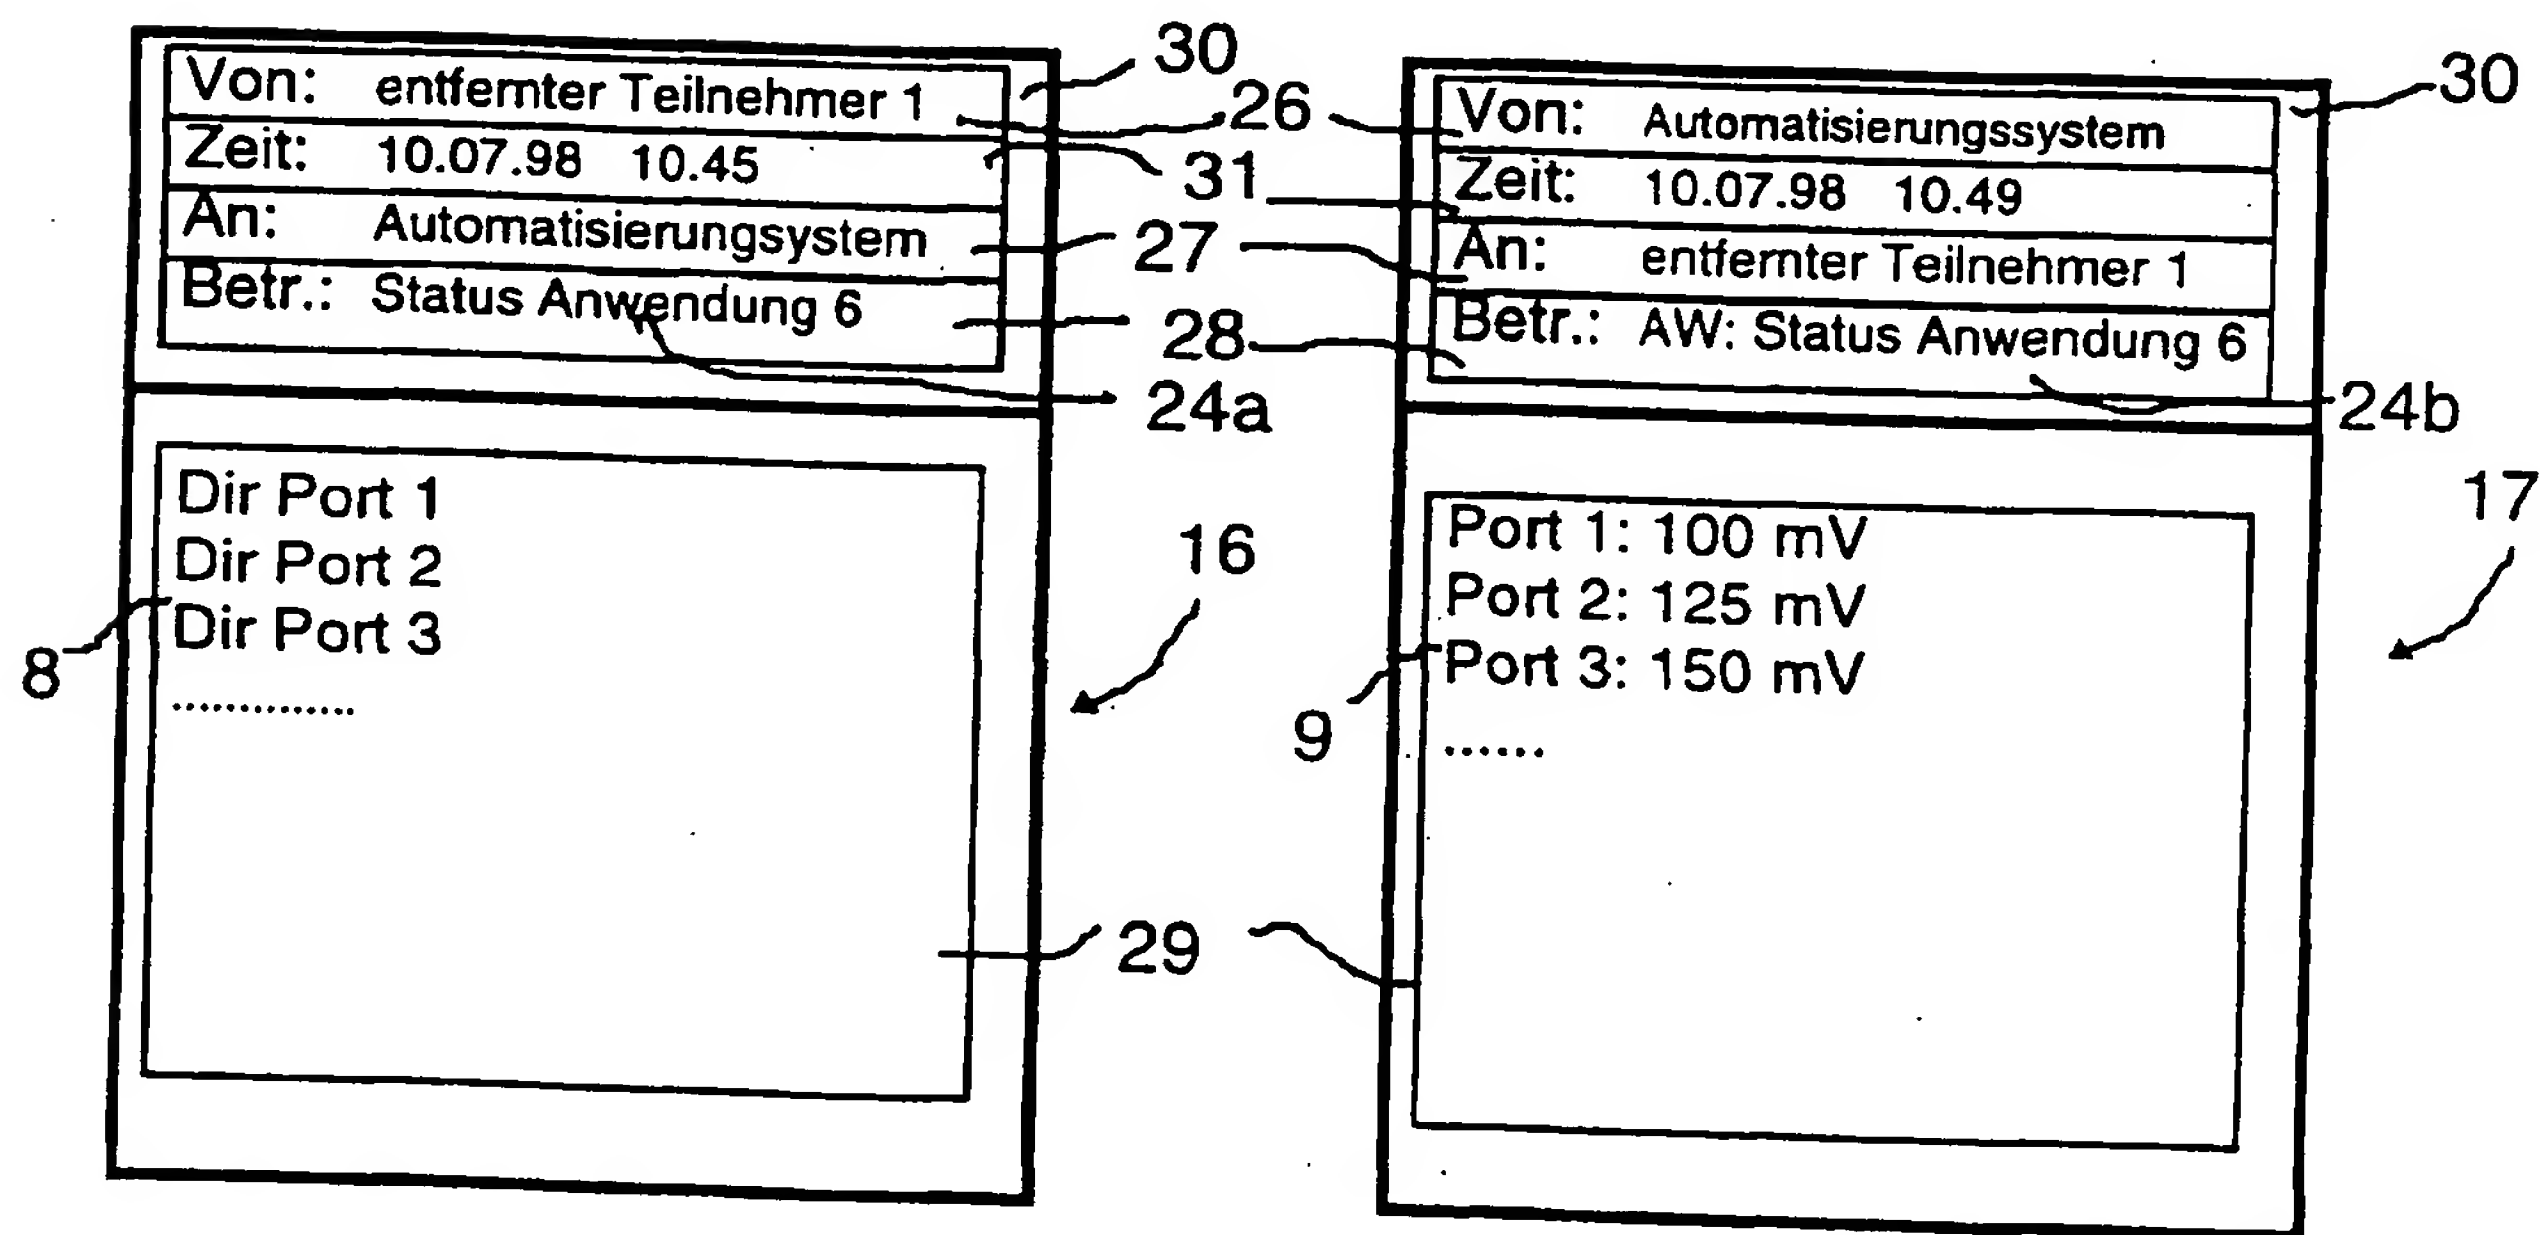 Von: entfernter Teilnehmer 1
Zeit: 10.07.98 10.45
An: Automatisierungsystem
Betr.: Status Anwendung 6
Dir Port 1
Dir Port 2
Dir Port 3
..............
8
16
30
26
31
27
28
24a
29
Von: Automatisierungssystem
Zeit: 10.07.98 10.49
An: entfernter Teilnehmer 1
Betr.: AW: Status Anwendung 6
Port 1: 100 mV
Port 2: 125 mV
Port 3: 150 mV
......
9
30
24b
17